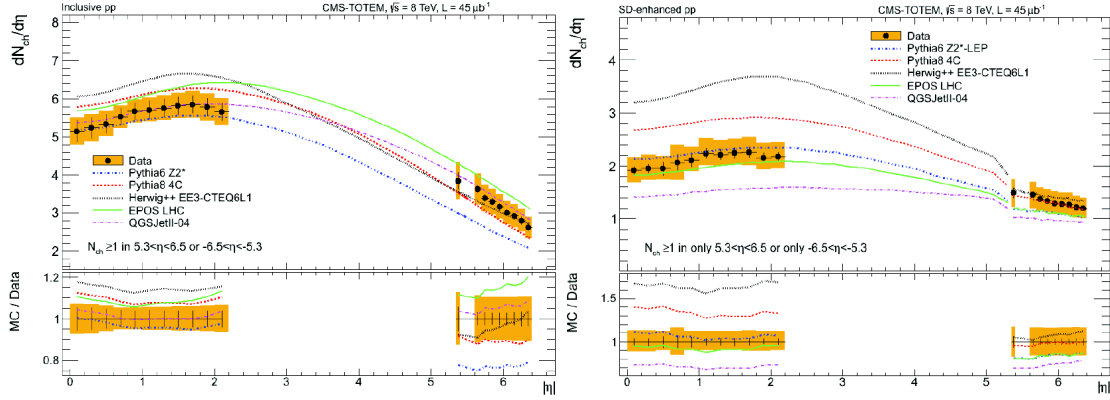 Inclusive pp
CMS-TOTEM, √s = 8 TeV, L = 45 μb⁻¹
dN_ch/dη
8
7
6
5
4
3
2
Data
Pythia6 Z2*
Pythia8 4C
Herwig++ EE3-CTEQ6L1
EPOS LHC
QGSJetII-04
N_ch ≥1 in 5.3<η<6.5 or -6.5<η<-5.3
MC / Data
1.2
1
0.8
0 1 2 3 4 5 6
|η|
SD-enhanced pp
CMS-TOTEM, √s = 8 TeV, L = 45 μb⁻¹
dN_ch/dη
4
3
2
1
0
Data
Pythia6 Z2*-LEP
Pythia8 4C
Herwig++ EE3-CTEQ6L1
EPOS LHC
QGSJetII-04
N_ch ≥1 in only 5.3<η<6.5 or only -6.5<η<-5.3
MC / Data
1.5
1
0 1 2 3 4 5 6
|η|